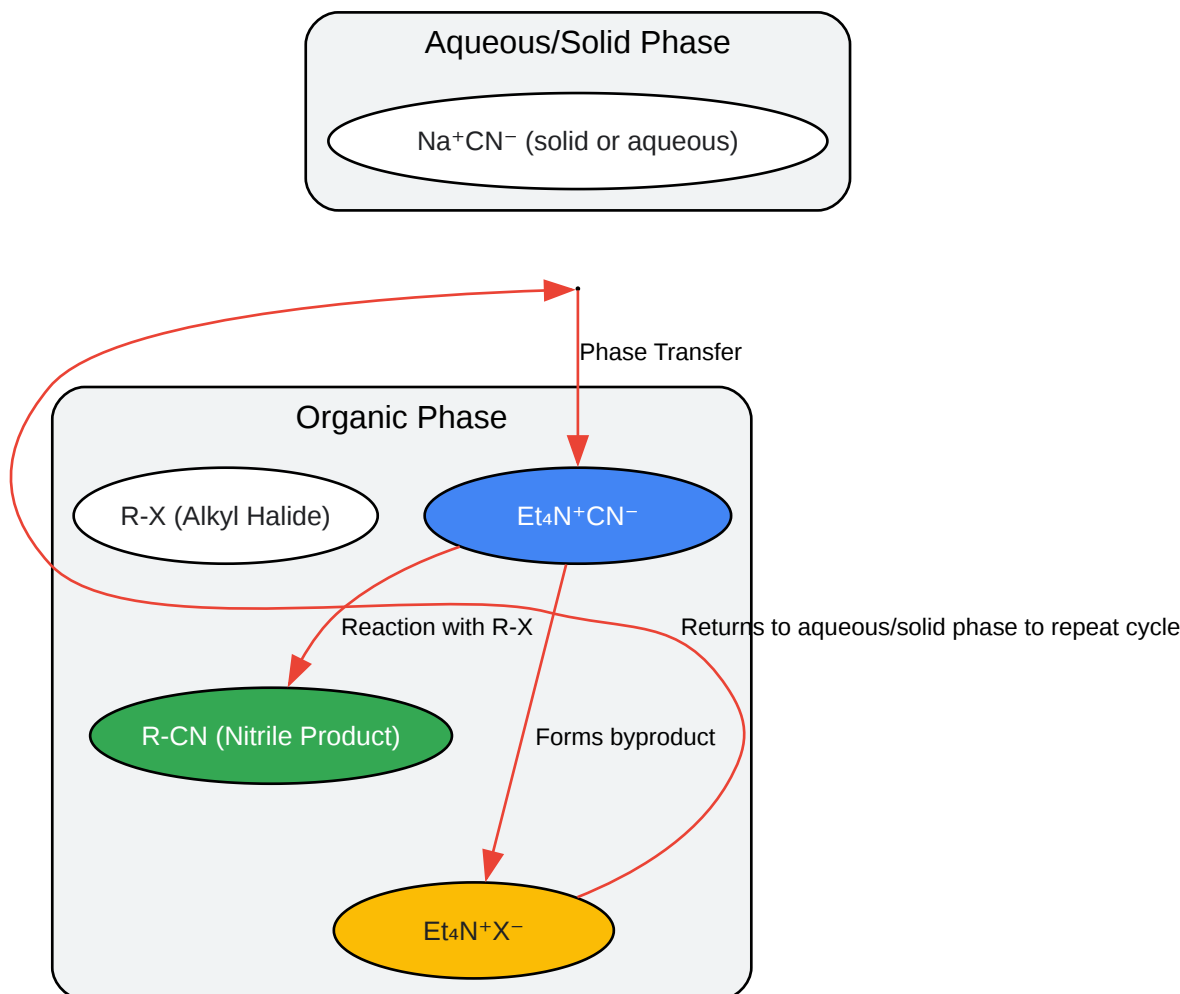 Aqueous/Solid Phase
Na⁺CN⁻ (solid or aqueous)
Phase Transfer
Organic Phase
R-X (Alkyl Halide)
Et₄N⁺CN⁻
Reaction with R-X
Returns to aqueous/solid phase to repeat cycle
R-CN (Nitrile Product)
Forms byproduct
Et₄N⁺X⁻